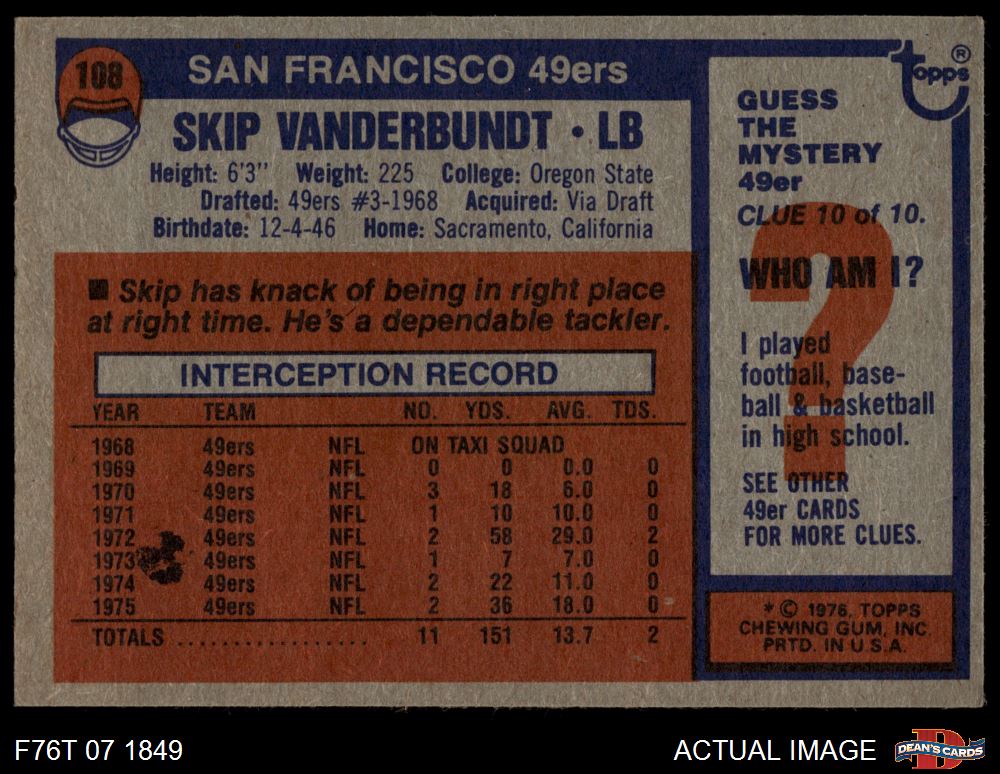 108
SAN FRANCISCO 49ers
SKIP VANDERBUNDT • LB
Height: 6'3" Weight: 225 College: Oregon State
Drafted: 49ers #3-1968 Acquired: Via Draft
Birthdate: 12-4-46 Home: Sacramento, California
■ Skip has knack of being in right place
at right time. He's a dependable tackler.
INTERCEPTION RECORD
YEAR TEAM NO. YDS. AVG. TDS.
1968 49ers NFL ON TAXI SQUAD
1969 49ers NFL 0 0 0.0 0
1970 49ers NFL 3 18 6.0 0
1971 49ers NFL 1 10 10.0 0
1972 49ers NFL 2 58 29.0 2
1973 49ers NFL 1 7 7.0 0
1974 49ers NFL 2 22 11.0 0
1975 49ers NFL 2 36 18.0 0
TOTALS .................. 11 151 13.7 2
topps ®
GUESS
THE
MYSTERY
49er
CLUE 10 of 10.
?
WHO AM I?
I played
football, base-
ball & basketball
in high school.
SEE OTHER
49er CARDS
FOR MORE CLUES.
* © 1976, TOPPS
CHEWING GUM, INC.
PRTD. IN U.S.A.
F76T 07 1849
ACTUAL IMAGE
D
DEAN'S CARDS